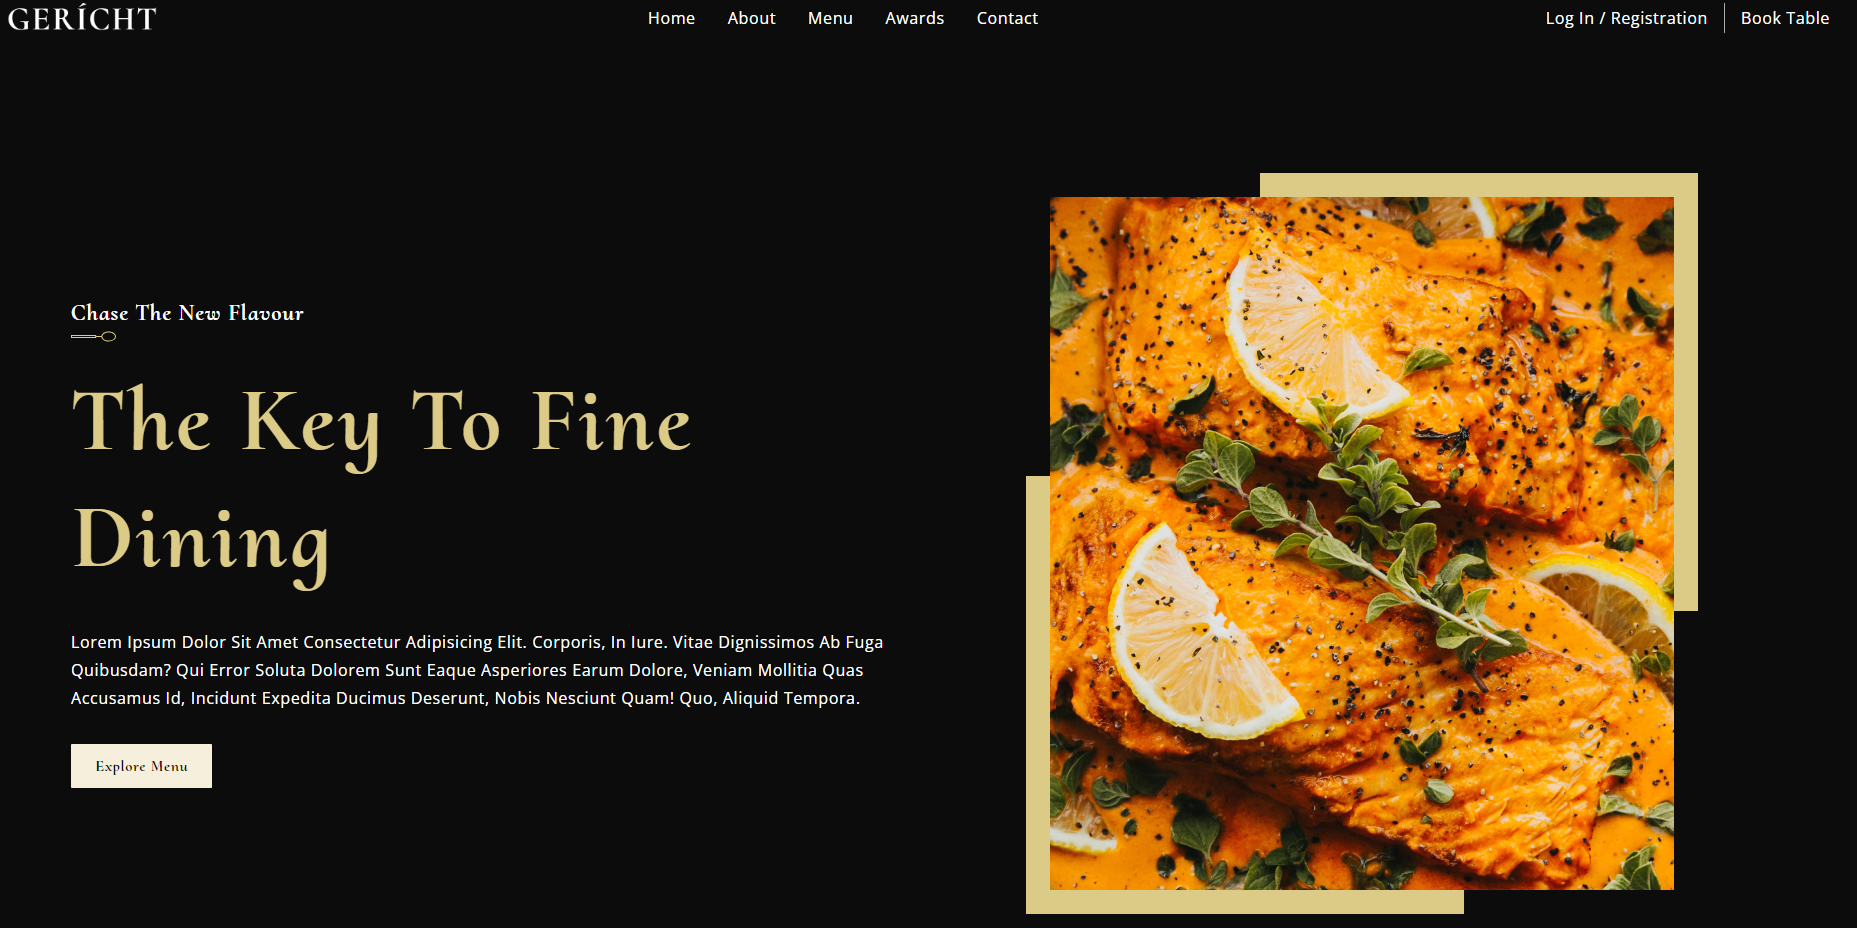 GERÍCHT
Home About Menu Awards Contact
Log In / Registration Book Table
Chase The New Flavour
The Key To Fine
Dining
Lorem Ipsum Dolor Sit Amet Consectetur Adipisicing Elit. Corporis, In Iure. Vitae Dignissimos Ab Fuga
Quibusdam? Qui Error Soluta Dolorem Sunt Eaque Asperiores Earum Dolore, Veniam Mollitia Quas
Accusamus Id, Incidunt Expedita Ducimus Deserunt, Nobis Nesciunt Quam! Quo, Aliquid Tempora.
Explore Menu